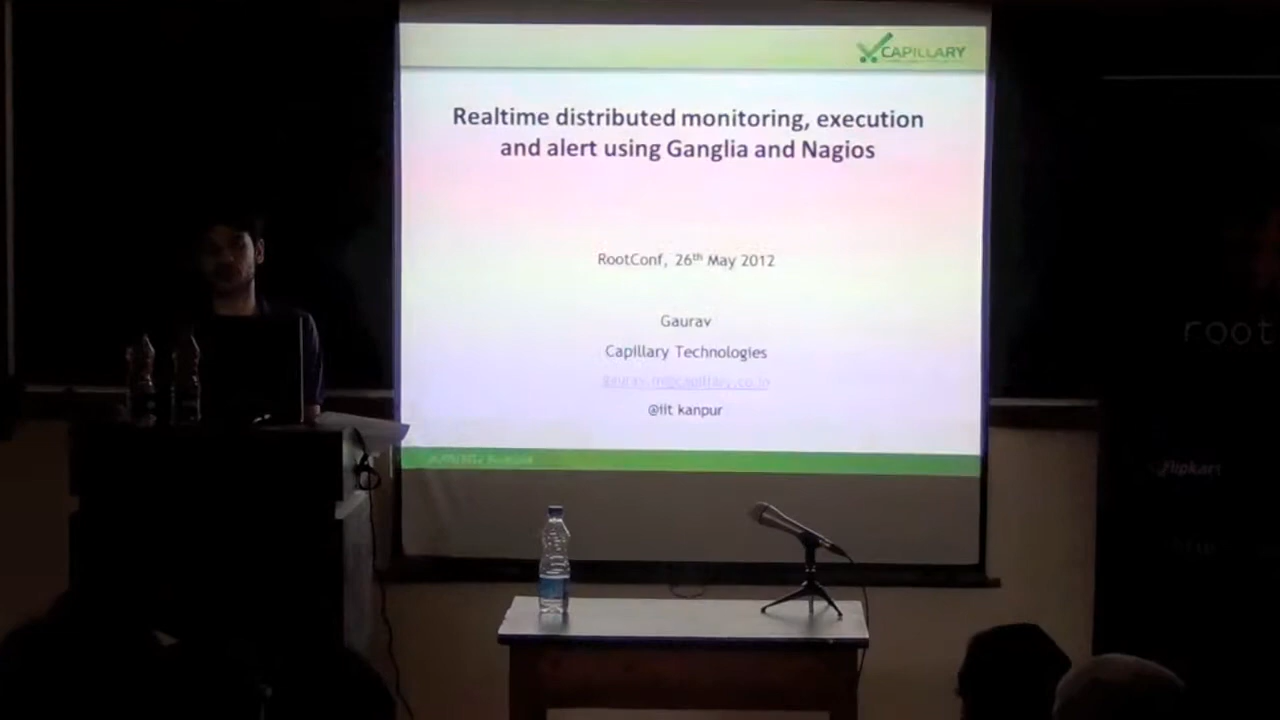 CAPILLARY
Realtime distributed monitoring, execution
and alert using Ganglia and Nagios
RootConf, 26th May 2012
Gaurav
Capillary Technologies
@iit kanpur
root
flipkart